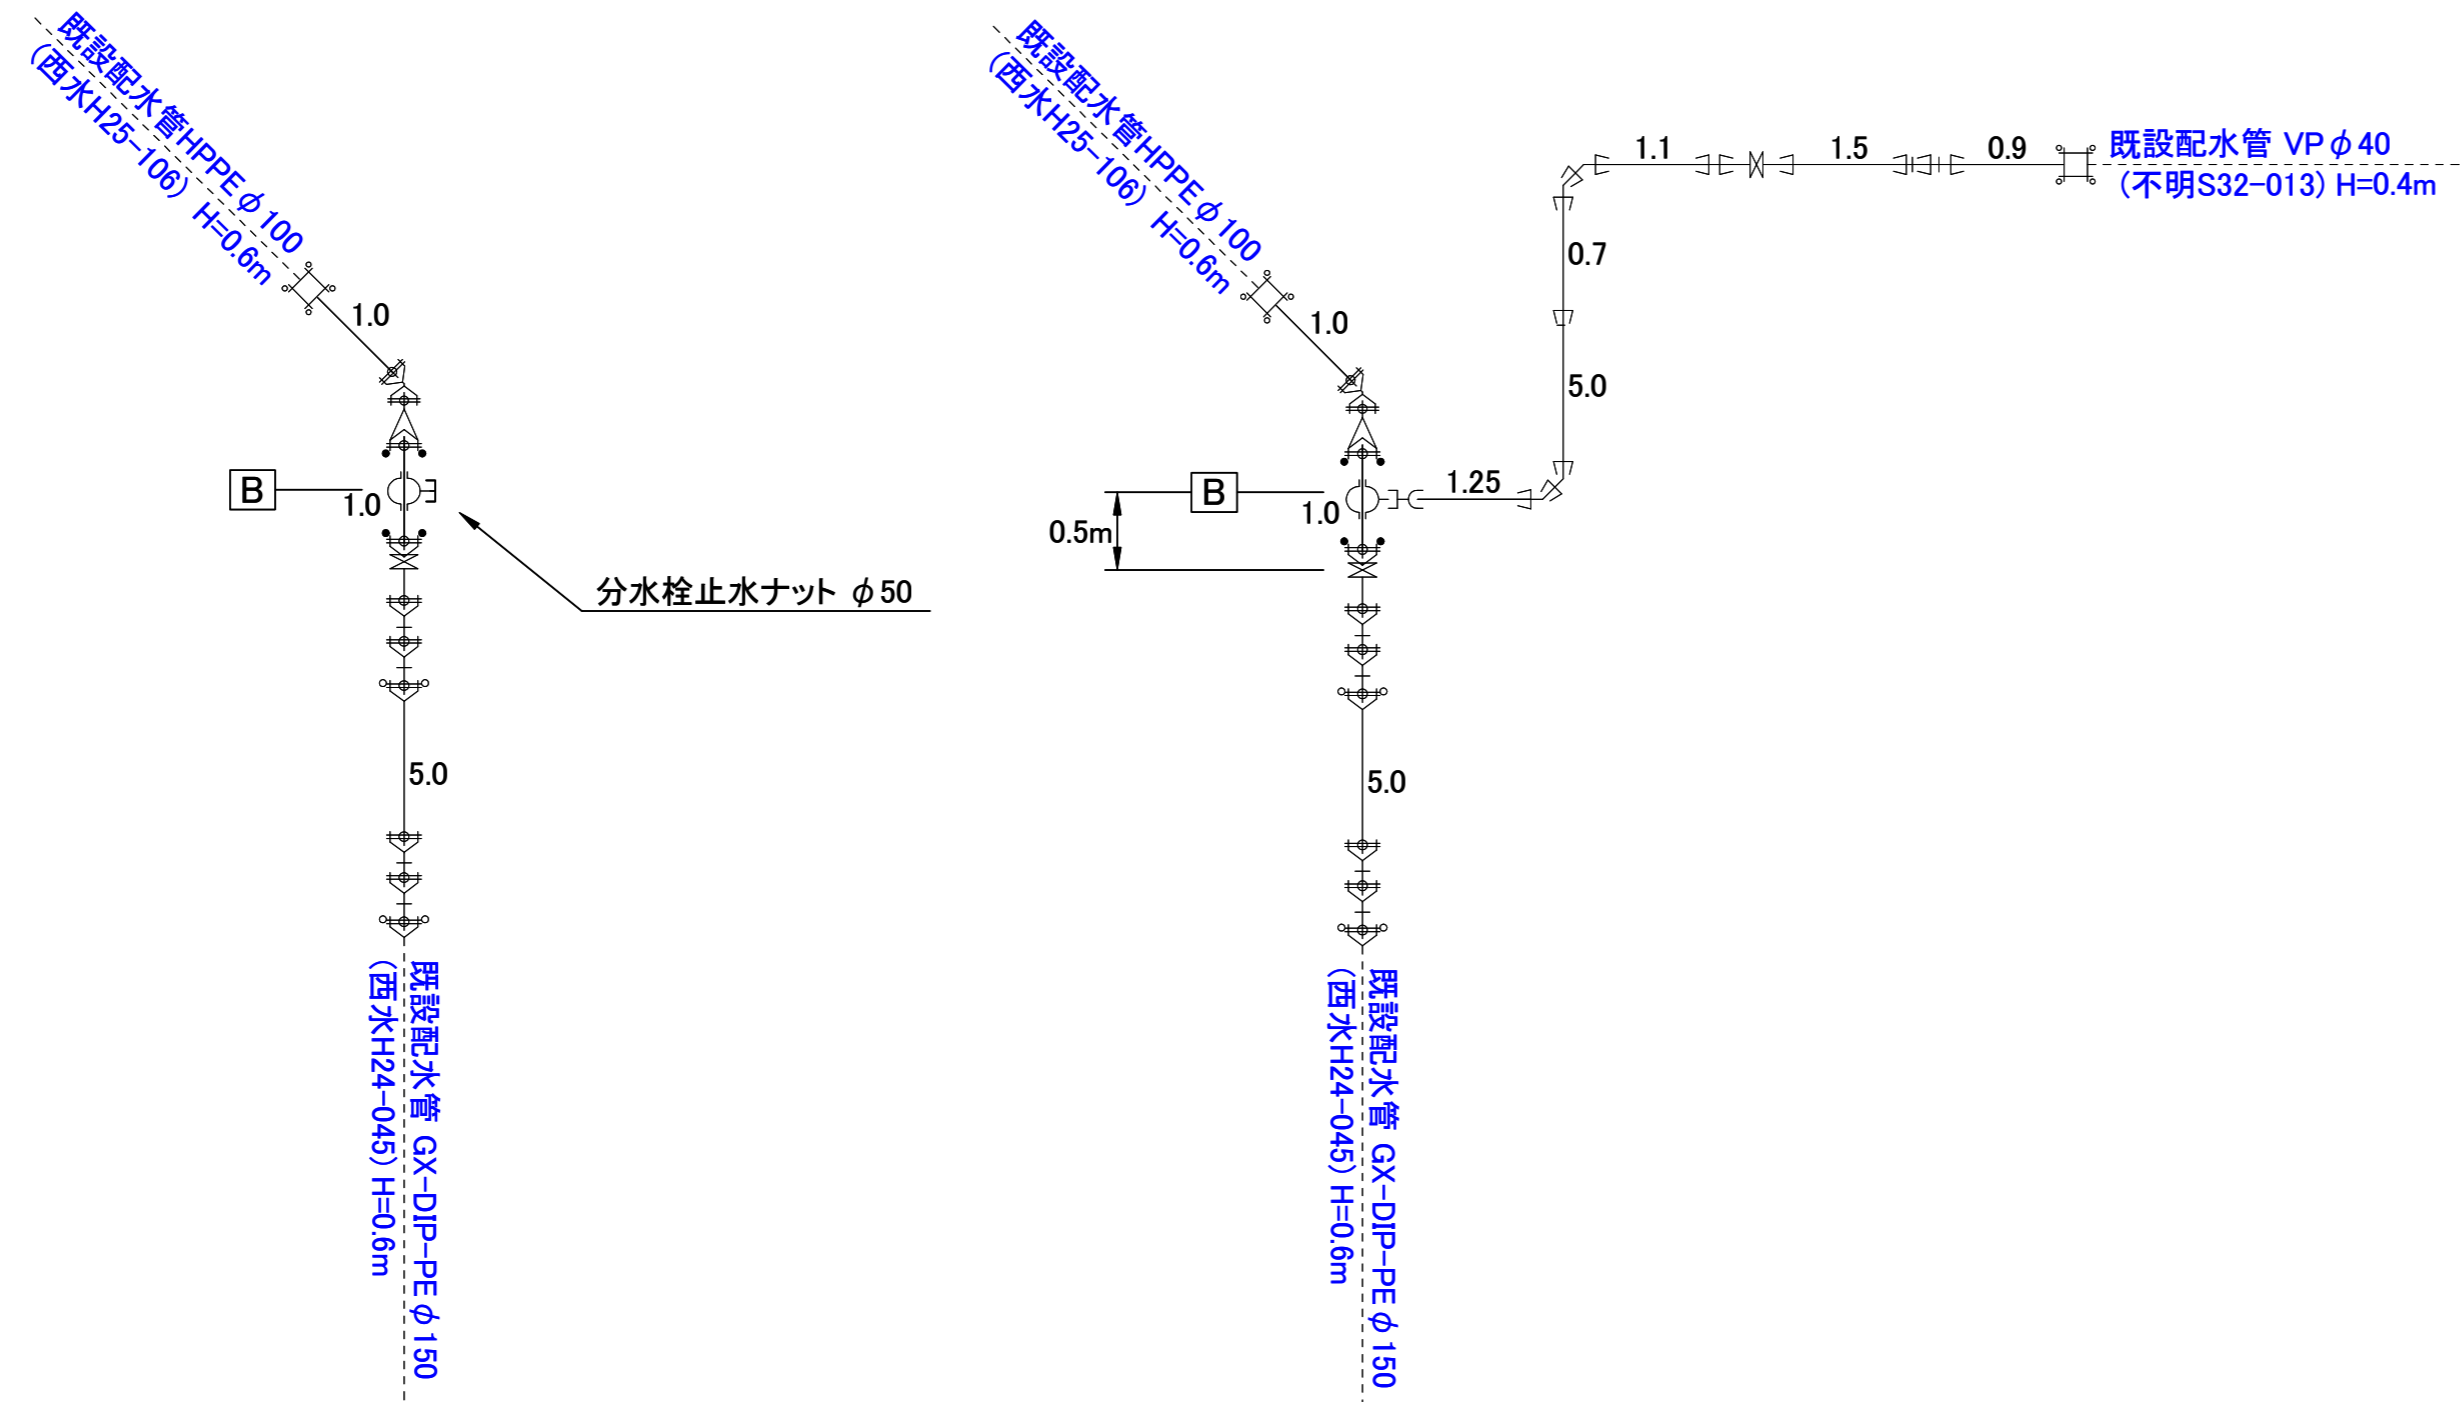 既設配水管HPPEφ100
(西水H25-106) H=0.6m
1.0
B
1.0
分水栓止水ナット φ50
5.0
既設配水管 GX-DIP-PEφ150
(西水H24-045) H=0.6m
既設配水管HPPEφ100
(西水H25-106) H=0.6m
1.0
B
1.0
0.5m
1.25
5.0
0.7
1.1
1.5
0.9
既設配水管 VPφ40
(不明S32-013) H=0.4m
5.0
既設配水管 GX-DIP-PEφ150
(西水H24-045) H=0.6m